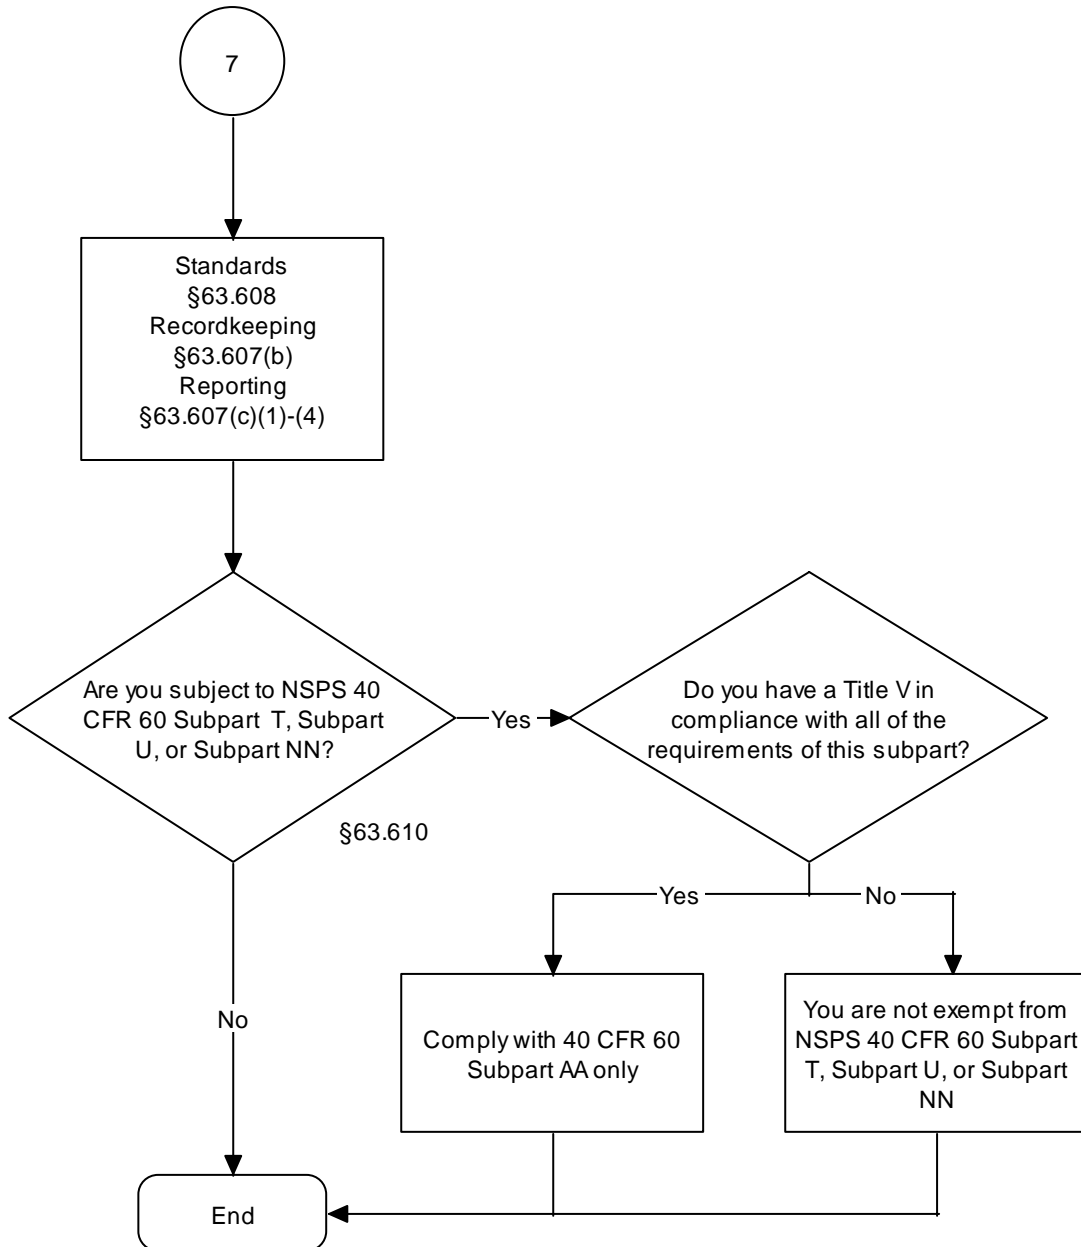 7
Standards
§63.608
Recordkeeping
§63.607(b)
Reporting
§63.607(c)(1)-(4)
Are you subject to NSPS 40
CFR 60 Subpart T, Subpart
U, or Subpart NN?
§63.610
Yes
Do you have a Title V in
compliance with all of the
requirements of this subpart?
Yes
No
No
Comply with 40 CFR 60
Subpart AA only
You are not exempt from
NSPS 40 CFR 60 Subpart
T, Subpart U, or Subpart
NN
End